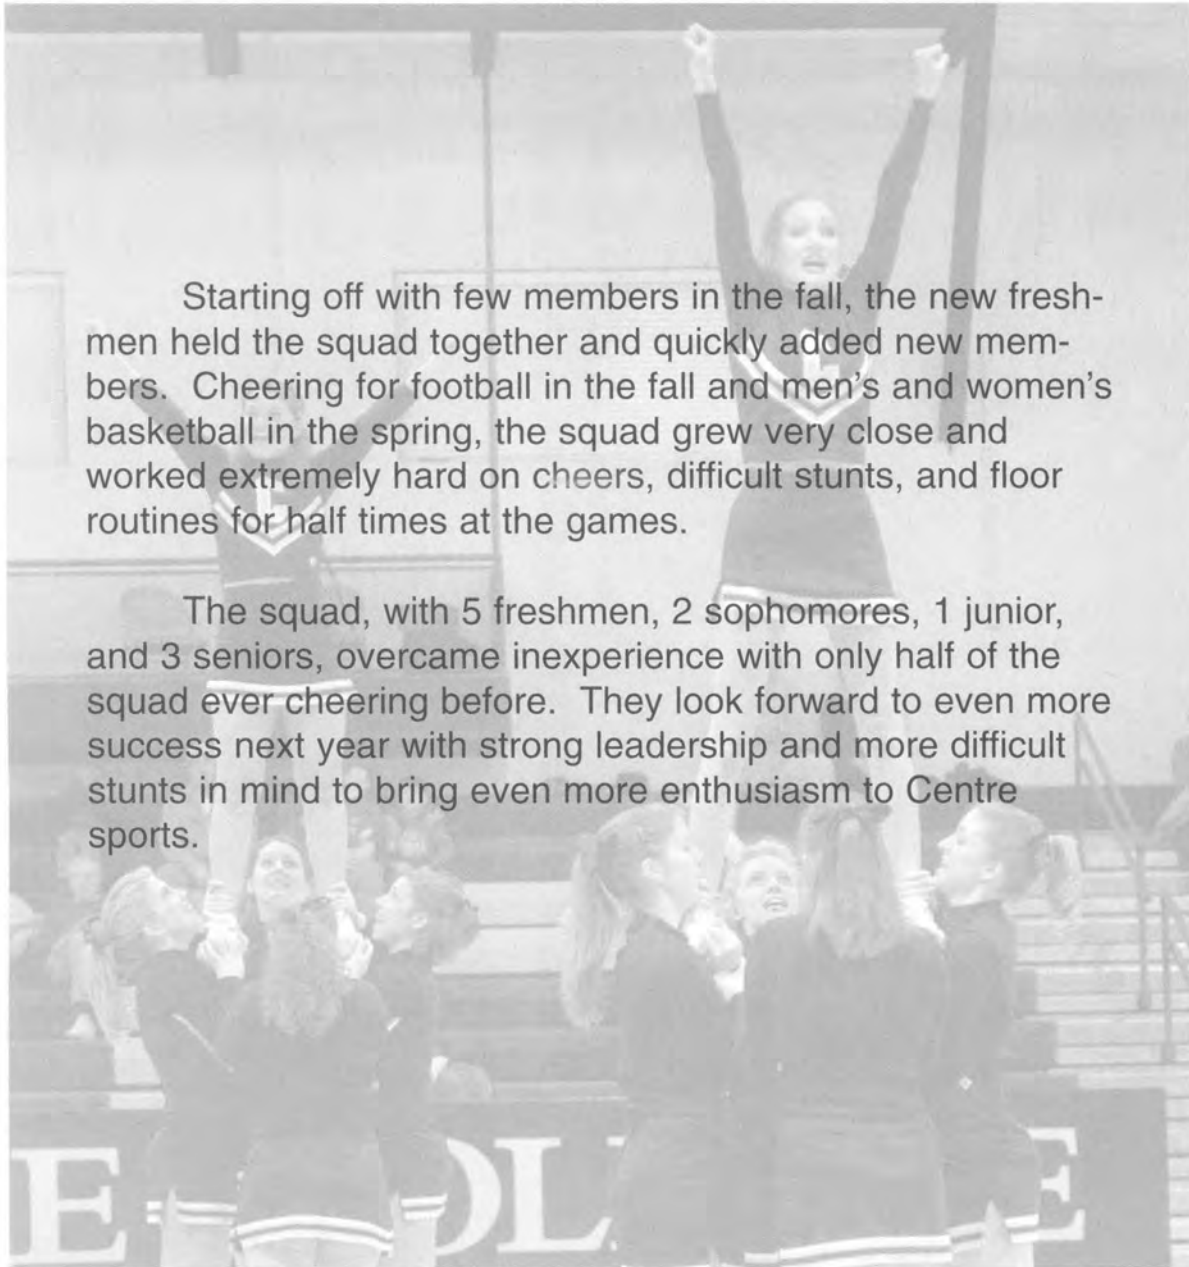 Starting off with few members in the fall, the new fresh-
men held the squad together and quickly added new mem-
bers. Cheering for football in the fall and men's and women's
basketball in the spring, the squad grew very close and
worked extremely hard on cheers, difficult stunts, and floor
routines for half times at the games.
The squad, with 5 freshmen, 2 sophomores, 1 junior,
and 3 seniors, overcame inexperience with only half of the
squad ever cheering before. They look forward to even more
success next year with strong leadership and more difficult
stunts in mind to bring even more enthusiasm to Centre
sports.
E OL E